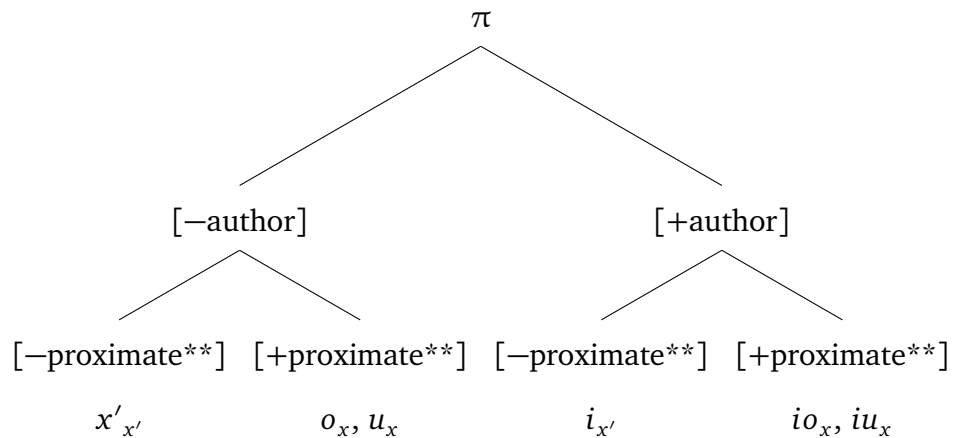 π
[−author] [+author]
[−proximate**] [+proximate**] [−proximate**] [+proximate**]
x′ₓ′ oₓ, uₓ iₓ′ ioₓ, iuₓ